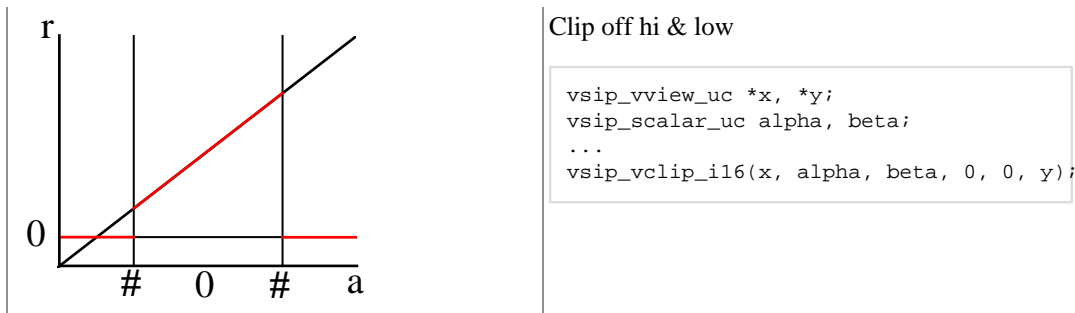 r
0
# 0 # a
Clip off hi & low
vsip_vview_uc *x, *y;
vsip_scalar_uc alpha, beta;
...
vsip_vclip_i16(x, alpha, beta, 0, 0, y);